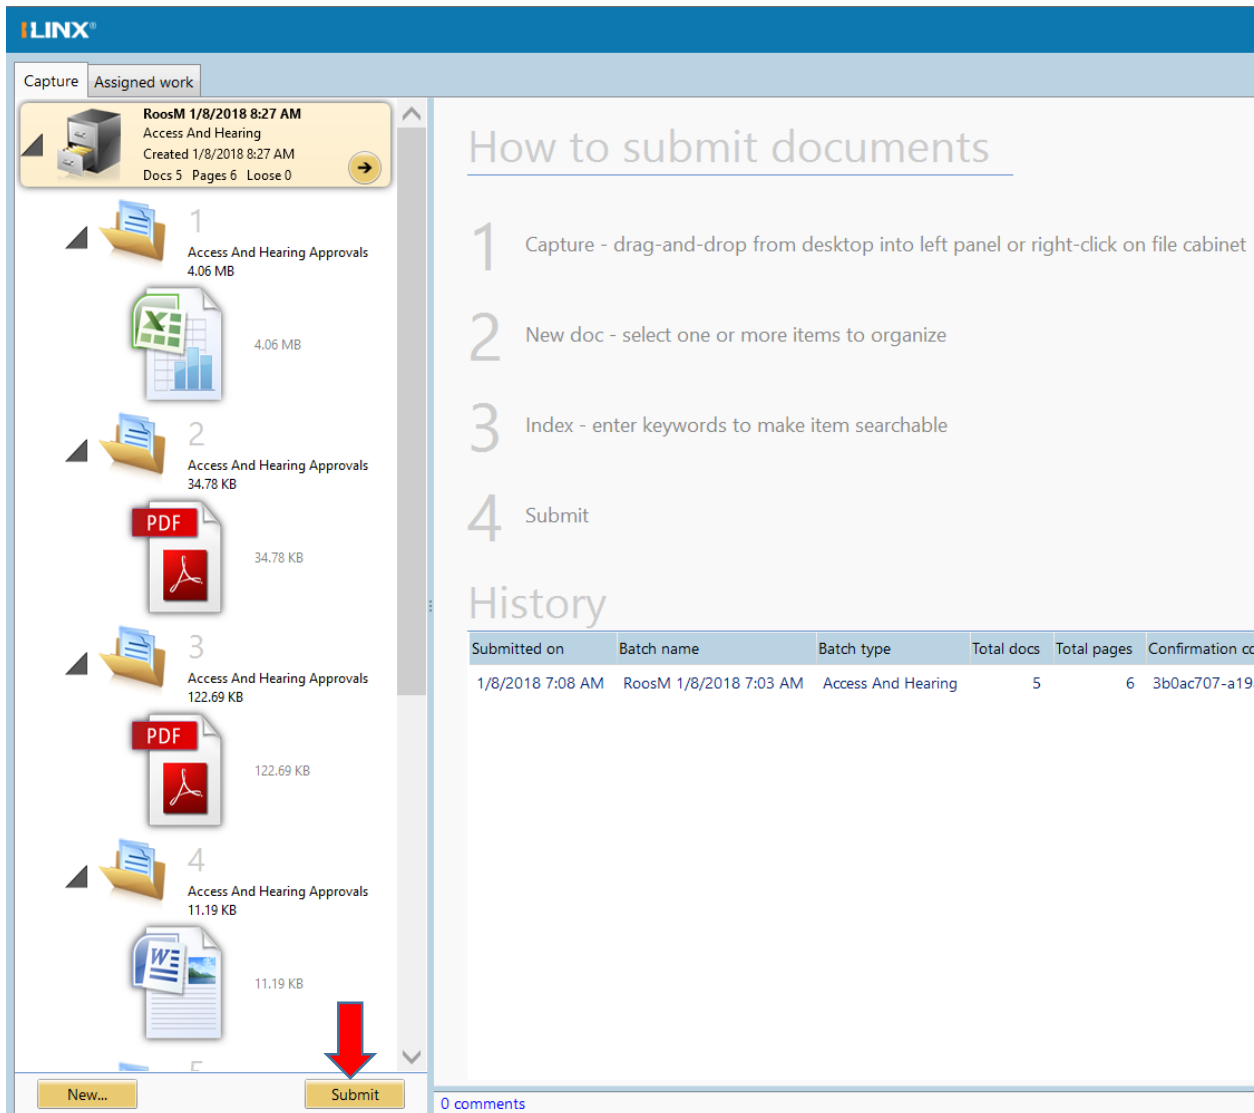 ILINX®
Capture
Assigned work
RoosM 1/8/2018 8:27 AM
Access And Hearing
Created 1/8/2018 8:27 AM
Docs 5 Pages 6 Loose 0
1
Access And Hearing Approvals
4.06 MB
4.06 MB
2
Access And Hearing Approvals
34.78 KB
PDF
34.78 KB
3
Access And Hearing Approvals
122.69 KB
PDF
122.69 KB
4
Access And Hearing Approvals
11.19 KB
W
11.19 KB
5
New...
Submit
How to submit documents
1 Capture - drag-and-drop from desktop into left panel or right-click on file cabinet
2 New doc - select one or more items to organize
3 Index - enter keywords to make item searchable
4 Submit
History
Submitted on Batch name Batch type Total docs Total pages Confirmation
1/8/2018 7:08 AM RoosM 1/8/2018 7:03 AM Access And Hearing 5 6 3b0ac707-a19
0 comments